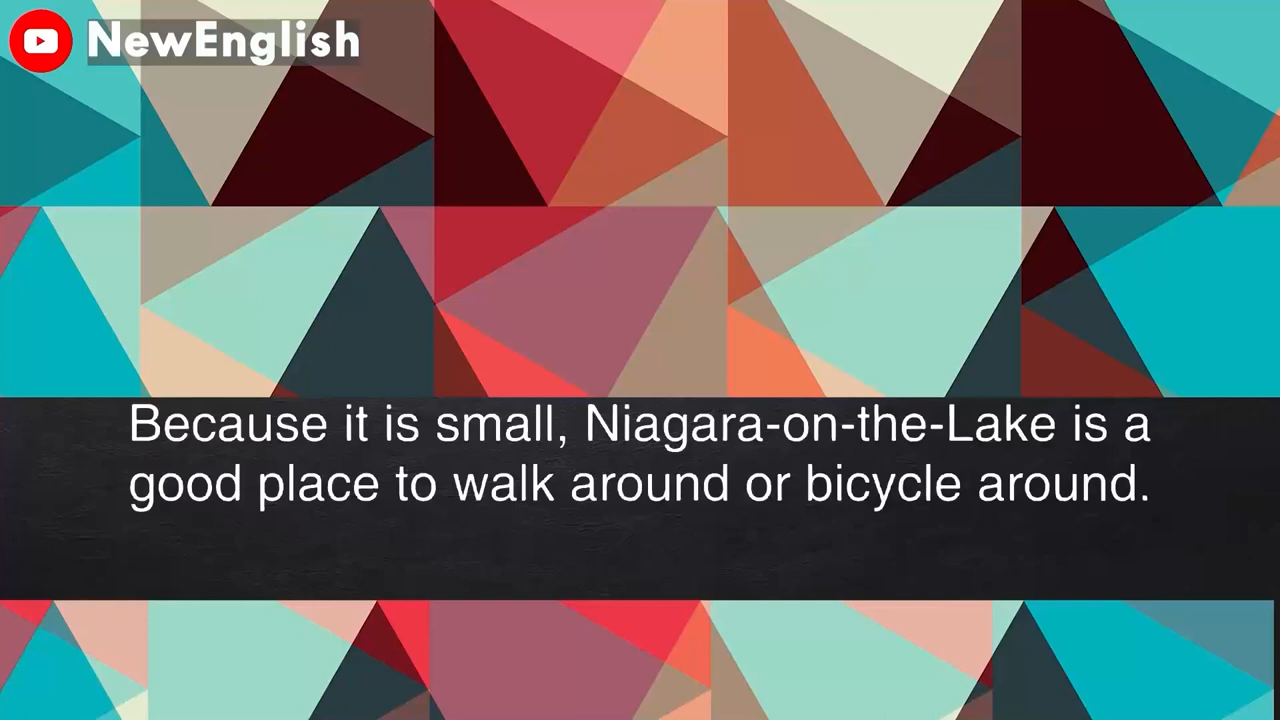 NewEnglish
Because it is small, Niagara-on-the-Lake is a
good place to walk around or bicycle around.